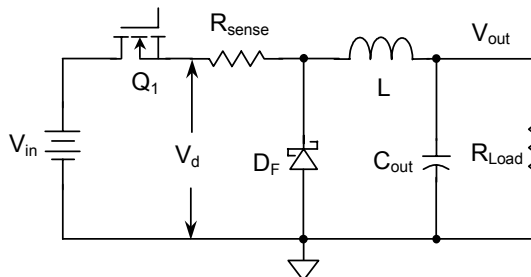 R_sense
V_out
Q_1
L
V_in
V_d
D_F
C_out
R_Load